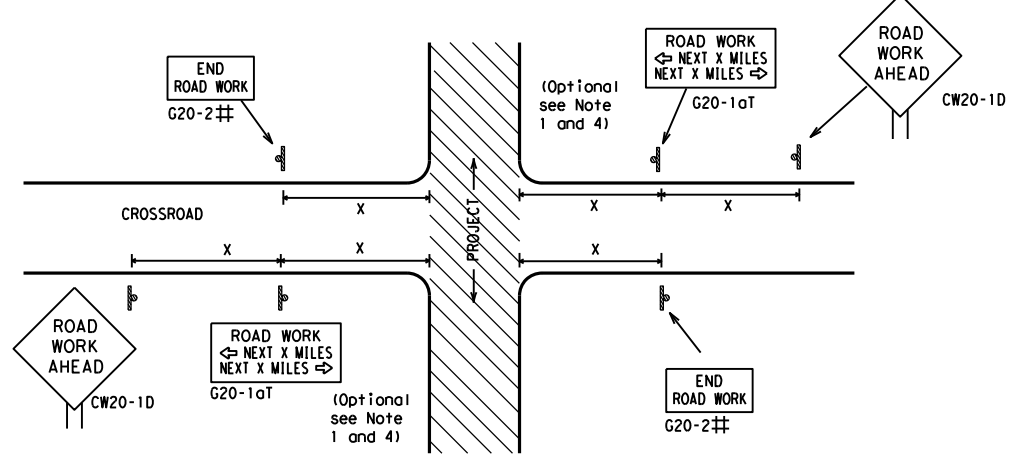 END
ROAD WORK
G20-2#
ROAD WORK
⇦ NEXT X MILES
NEXT X MILES ⇨
G20-1aT
(Optional
see Note
1 and 4)
ROAD
WORK
AHEAD
CW20-1D
X
X
X
CROSSROAD
PROJECT
X
X
X
ROAD
WORK
AHEAD
CW20-1D
ROAD WORK
⇦ NEXT X MILES
NEXT X MILES ⇨
G20-1aT
(Optional
see Note
1 and 4)
END
ROAD WORK
G20-2#